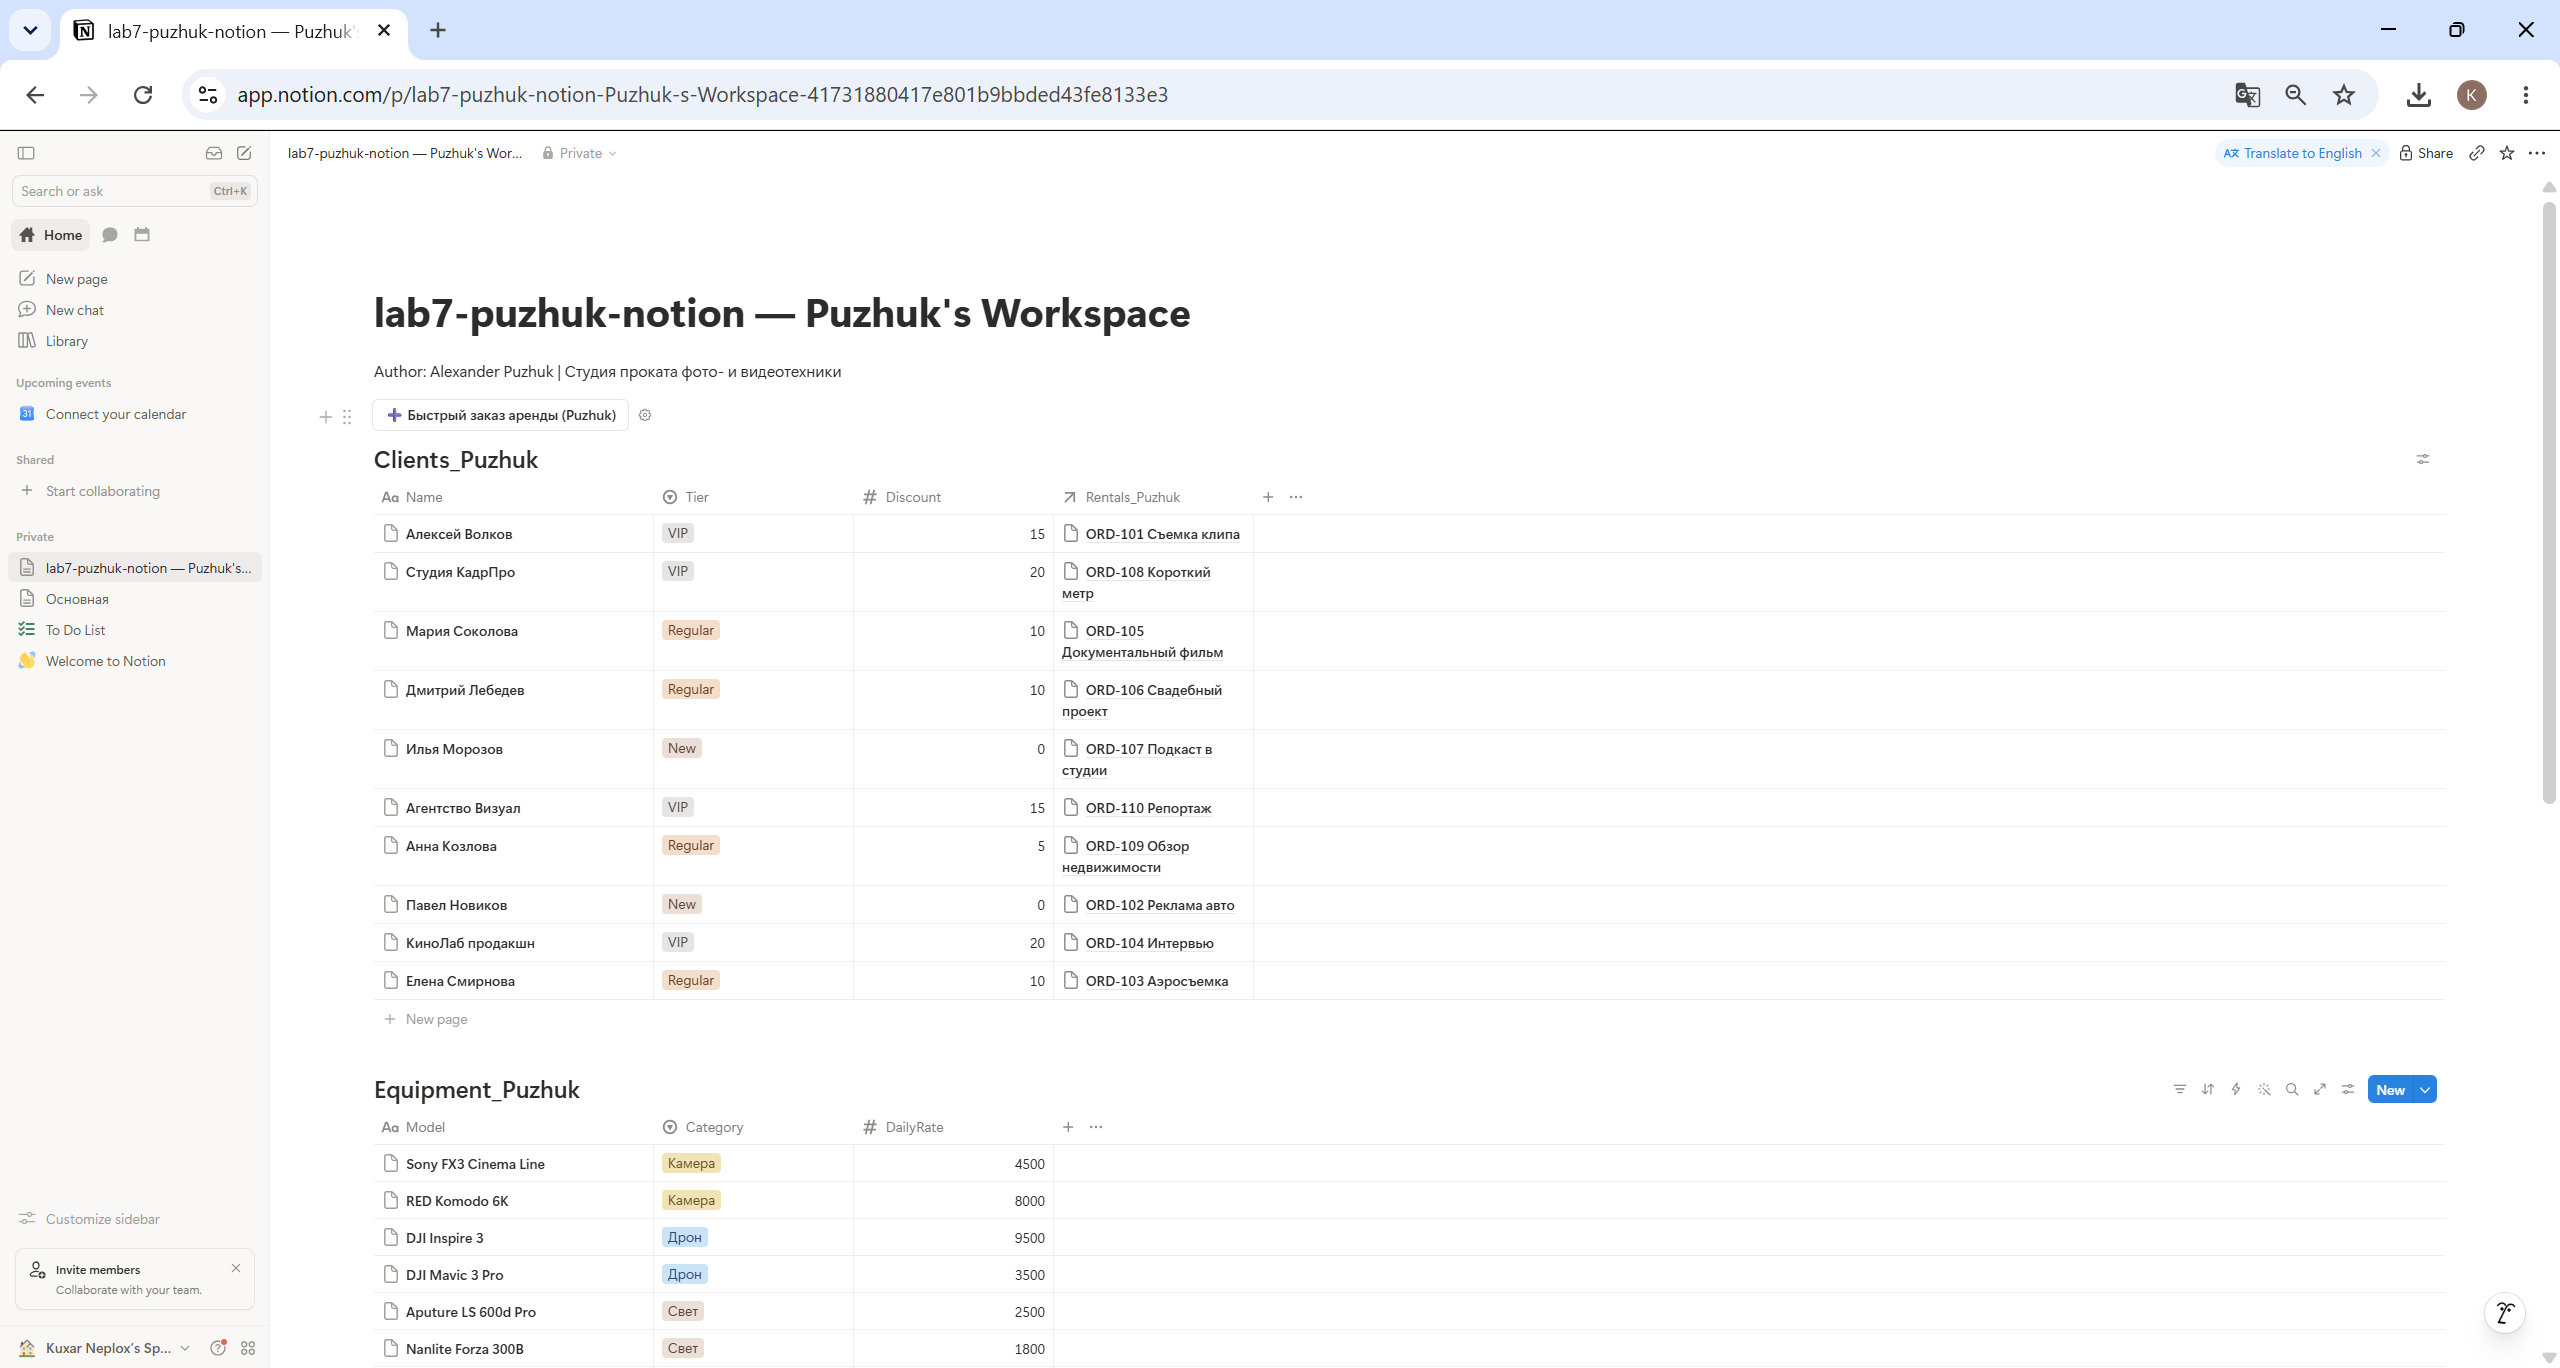 lab7-puzhuk-notion — Puzhuk'
app.notion.com/p/lab7-puzhuk-notion-Puzhuk-s-Workspace-41731880417e801b9bbded43fe8133e3
K
lab7-puzhuk-notion — Puzhuk's Wor...
Private
Translate to English
Share
Search or ask
Ctrl+K
Home
New page
New chat
Library
Upcoming events
31
Connect your calendar
Shared
Start collaborating
Private
lab7-puzhuk-notion — Puzhuk's...
Основная
To Do List
Welcome to Notion
Customize sidebar
Invite members
Collaborate with your team.
Kuxar Neplox's Sp...
lab7-puzhuk-notion — Puzhuk's Workspace
Author: Alexander Puzhuk | Студия проката фото- и видеотехники
Быстрый заказ аренды (Puzhuk)
Clients_Puzhuk
Aa Name Tier # Discount Rentals_Puzhuk
Алексей Волков VIP 15 ORD-101 Съемка клипа
Студия КадрПро VIP 20 ORD-108 Короткий
метр
Мария Соколова Regular 10 ORD-105
Документальный фильм
Дмитрий Лебедев Regular 10 ORD-106 Свадебный
проект
Илья Морозов New 0 ORD-107 Подкаст в
студии
Агентство Визуал VIP 15 ORD-110 Репортаж
Анна Козлова Regular 5 ORD-109 Обзор
недвижимости
Павел Новиков New 0 ORD-102 Реклама авто
КиноЛаб продакшн VIP 20 ORD-104 Интервью
Елена Смирнова Regular 10 ORD-103 Аэросъемка
New page
Equipment_Puzhuk
New
Aa Model Category # DailyRate
Sony FX3 Cinema Line Камера 4500
RED Komodo 6K Камера 8000
DJI Inspire 3 Дрон 9500
DJI Mavic 3 Pro Дрон 3500
Aputure LS 600d Pro Свет 2500
Nanlite Forza 300B Свет 1800